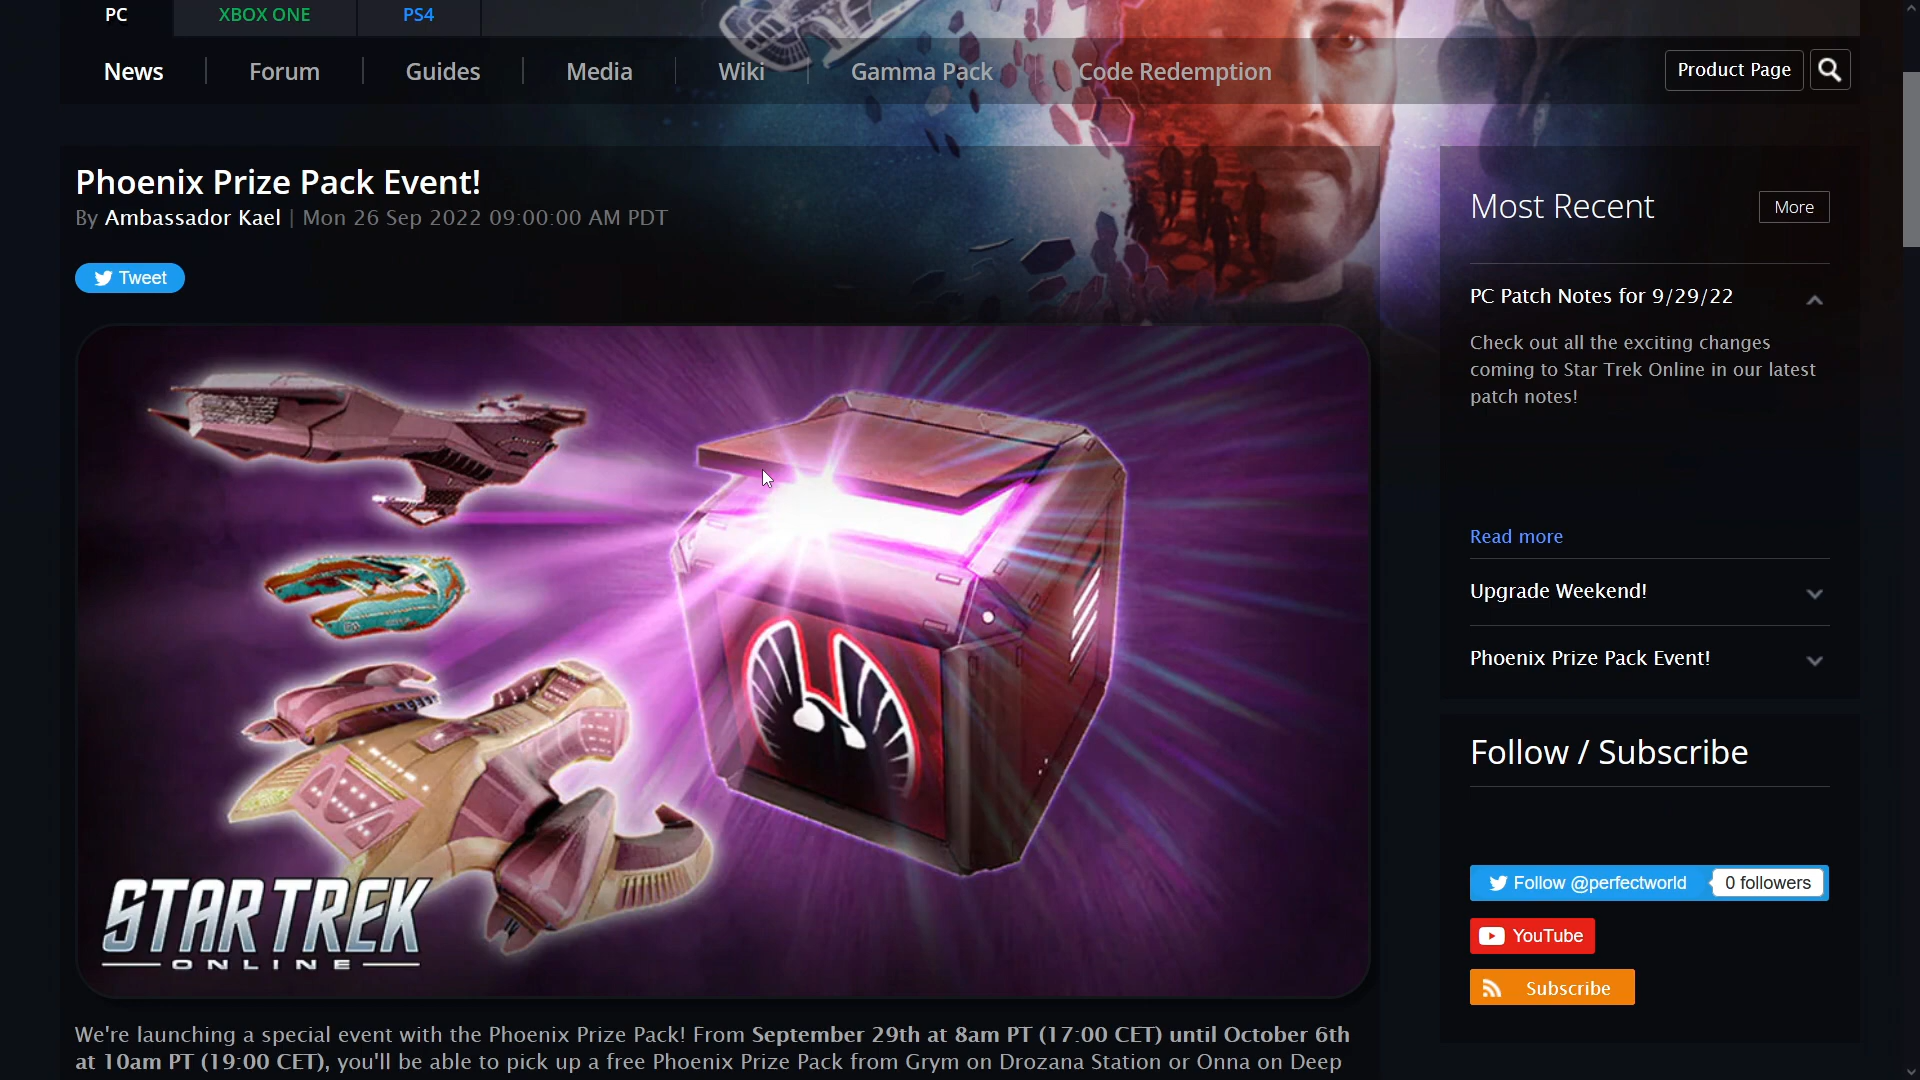 PC XBOX ONE PS4
News Forum Guides Media Wiki Gamma Pack Code Redemption Product Page
Phoenix Prize Pack Event!
By Ambassador Kael | Mon 26 Sep 2022 09:00:00 AM PDT
Tweet
STAR TREK
ONLINE
We're launching a special event with the Phoenix Prize Pack! From September 29th at 8am PT (17:00 CET) until October 6th
at 10am PT (19:00 CET), you'll be able to pick up a free Phoenix Prize Pack from Grym on Drozana Station or Onna on Deep
Most Recent More
PC Patch Notes for 9/29/22
Check out all the exciting changes
coming to Star Trek Online in our latest
patch notes!
Read more
Upgrade Weekend!
Phoenix Prize Pack Event!
Follow / Subscribe
Follow @perfectworld 0 followers
YouTube
Subscribe